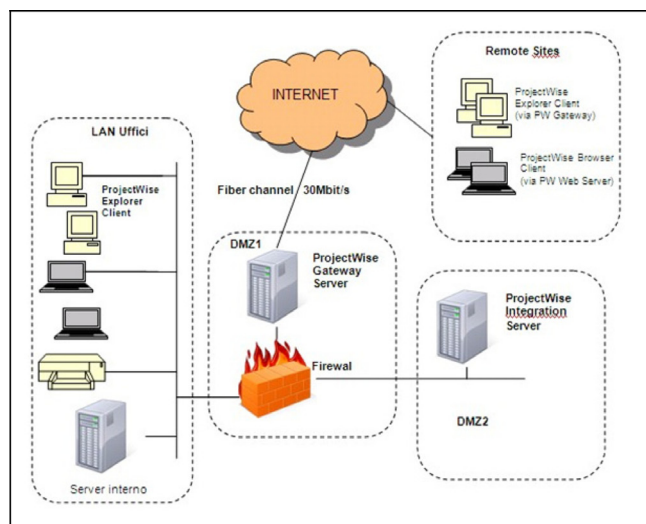 Remote Sites
INTERNET
ProjectWise
Explorer Client
(via PW Gateway)
ProjectWise Browser
Client
(via PW Web Server)
LAN Uffici
ProjectWise
Explorer
Client
Fiber channel 30Mbit/s
DMZ1
ProjectWise
Gateway
Server
ProjectWise
Integration
Server
Firewal
DMZ2
Server interno